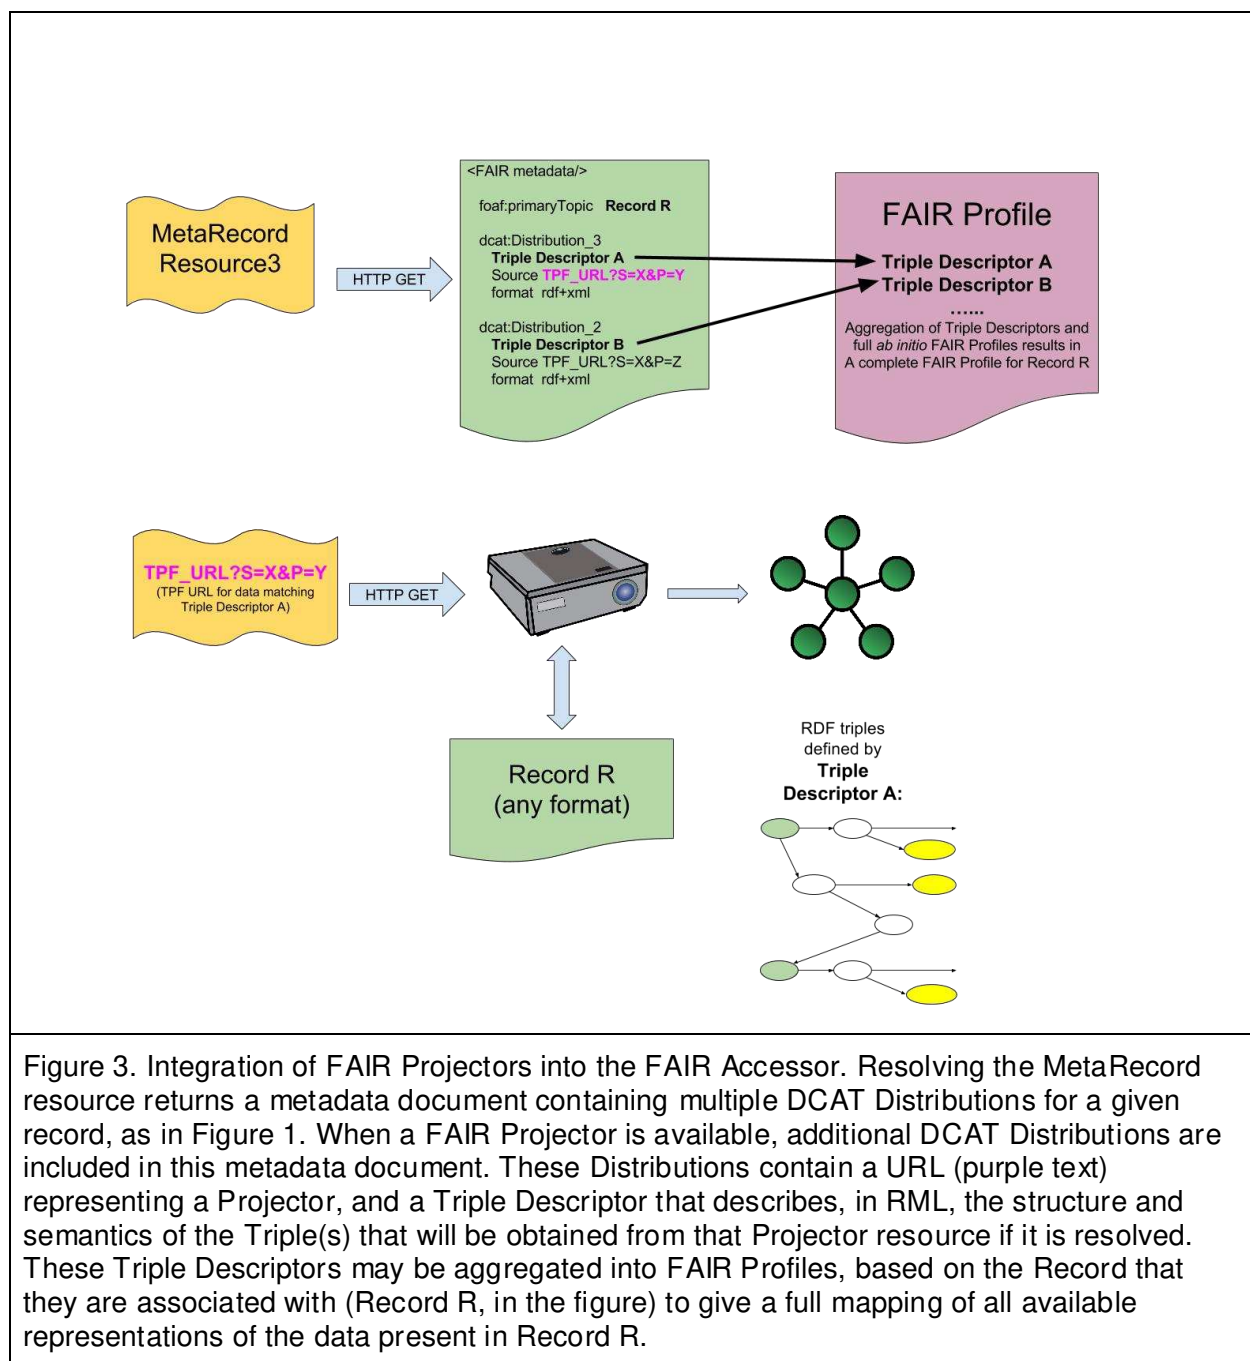 MetaRecord
Resource3
HTTP GET
<FAIR metadata/>
foaf:primaryTopic Record R
dcat:Distribution_3
Triple Descriptor A
Source TPF_URL?S=X&P=Y
format rdf+xml
dcat:Distribution_2
Triple Descriptor B
Source TPF_URL?S=X&P=Z
format rdf+xml
FAIR Profile
Triple Descriptor A
Triple Descriptor B
......
Aggregation of Triple Descriptors and
full ab initio FAIR Profiles results in
A complete FAIR Profile for Record R
TPF_URL?S=X&P=Y
(TPF URL for data matching
Triple Descriptor A)
HTTP GET
Record R
(any format)
RDF triples
defined by
Triple
Descriptor A:
Figure 3. Integration of FAIR Projectors into the FAIR Accessor. Resolving the MetaRecord
resource returns a metadata document containing multiple DCAT Distributions for a given
record, as in Figure 1. When a FAIR Projector is available, additional DCAT Distributions are
included in this metadata document. These Distributions contain a URL (purple text)
representing a Projector, and a Triple Descriptor that describes, in RML, the structure and
semantics of the Triple(s) that will be obtained from that Projector resource if it is resolved.
These Triple Descriptors may be aggregated into FAIR Profiles, based on the Record that
they are associated with (Record R, in the figure) to give a full mapping of all available
representations of the data present in Record R.